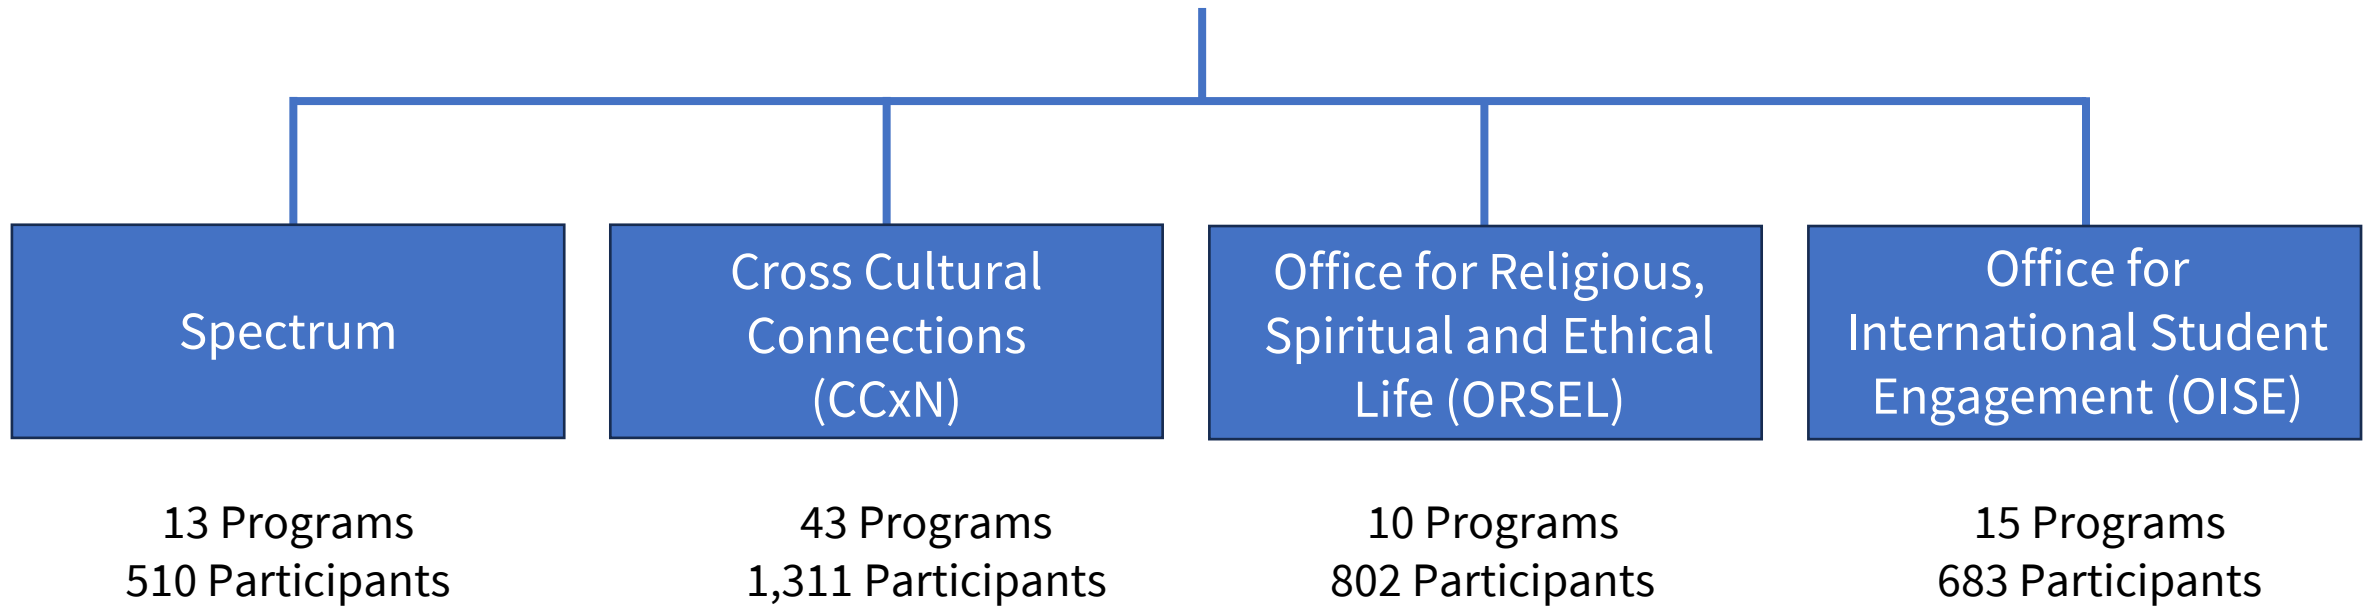 Spectrum
Cross Cultural
Connections
(CCxN)
Office for Religious,
Spiritual and Ethical
Life (ORSEL)
Office for
International Student
Engagement (OISE)
13 Programs
510 Participants
43 Programs
1,311 Participants
10 Programs
802 Participants
15 Programs
683 Participants